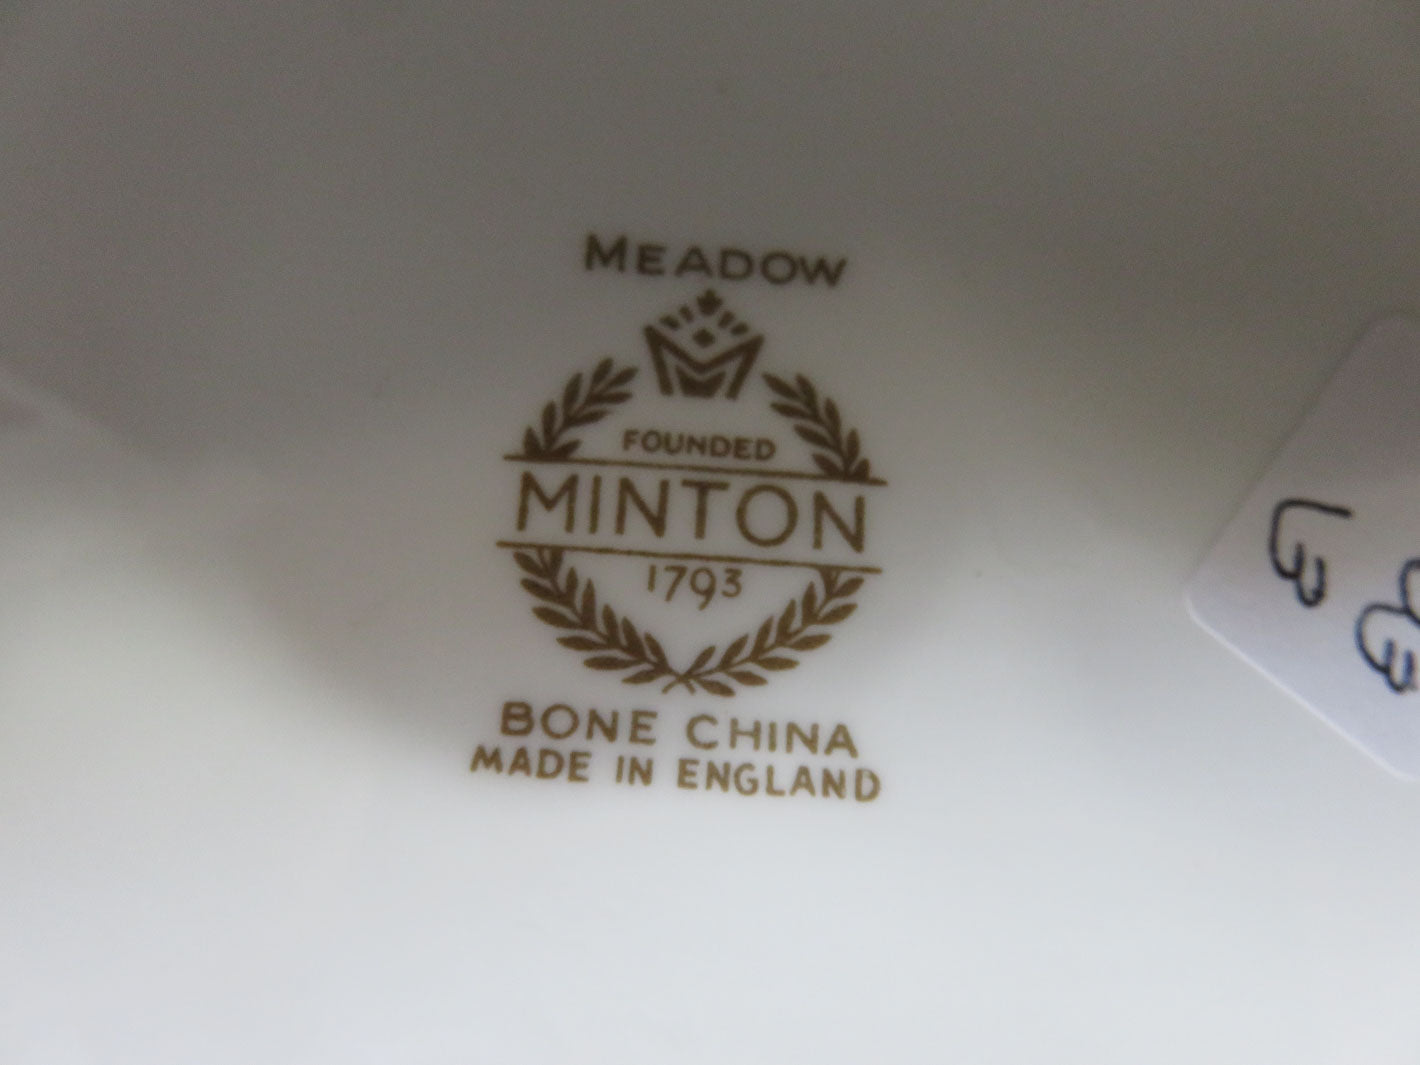 MEADOW
FOUNDED
MINTON
1793
BONE CHINA
MADE IN ENGLAND